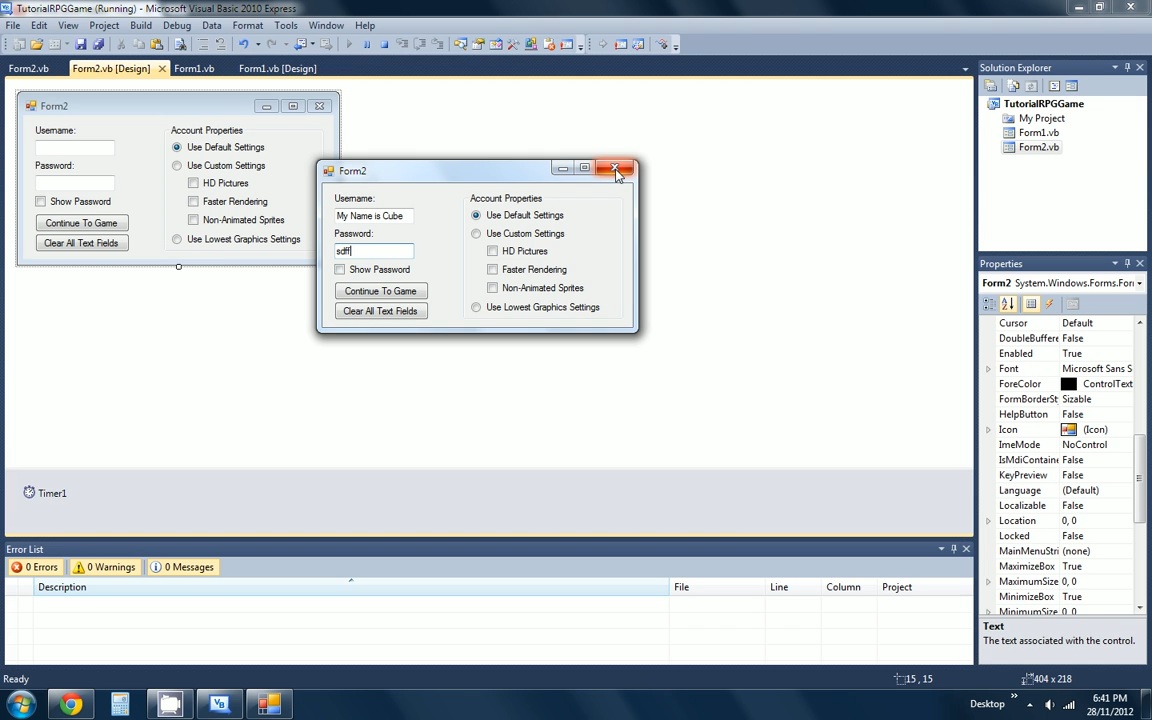 TutorialRPGGame (Running) - Microsoft Visual Basic 2010 Express
File Edit View Project Build Debug Data Format Tools Window Help
Form2.vb Form2.vb [Design] Form1.vb Form1.vb [Design]
Form2
Username:
Password:
Show Password
Continue To Game
Clear All Text Fields
Account Properties
Use Default Settings
Use Custom Settings
HD Pictures
Faster Rendering
Non-Animated Sprites
Use Lowest Graphics Settings
Form2
Username:
My Name is Cube
Password:
sdff
Show Password
Continue To Game
Clear All Text Fields
Account Properties
Use Default Settings
Use Custom Settings
HD Pictures
Faster Rendering
Non-Animated Sprites
Use Lowest Graphics Settings
Timer1
Solution Explorer
TutorialRPGGame
My Project
Form1.vb
Form2.vb
Properties
Form2 System.Windows.Forms.Forn
Cursor Default
DoubleBuffere False
Enabled True
Font Microsoft Sans S
ForeColor ControlText
FormBorderSt Sizable
HelpButton False
Icon (Icon)
ImeMode NoControl
IsMdiContaine False
KeyPreview False
Language (Default)
Localizable False
Location 0, 0
Locked False
MainMenuStri (none)
MaximizeBox True
MaximumSize 0, 0
MinimizeBox True
MinimumSize 0, 0
Text
The text associated with the control.
Error List
0 Errors 0 Warnings 0 Messages
Description File Line Column Project
Ready 15 , 15 404 x 218
Desktop
6:41 PM
28/11/2012